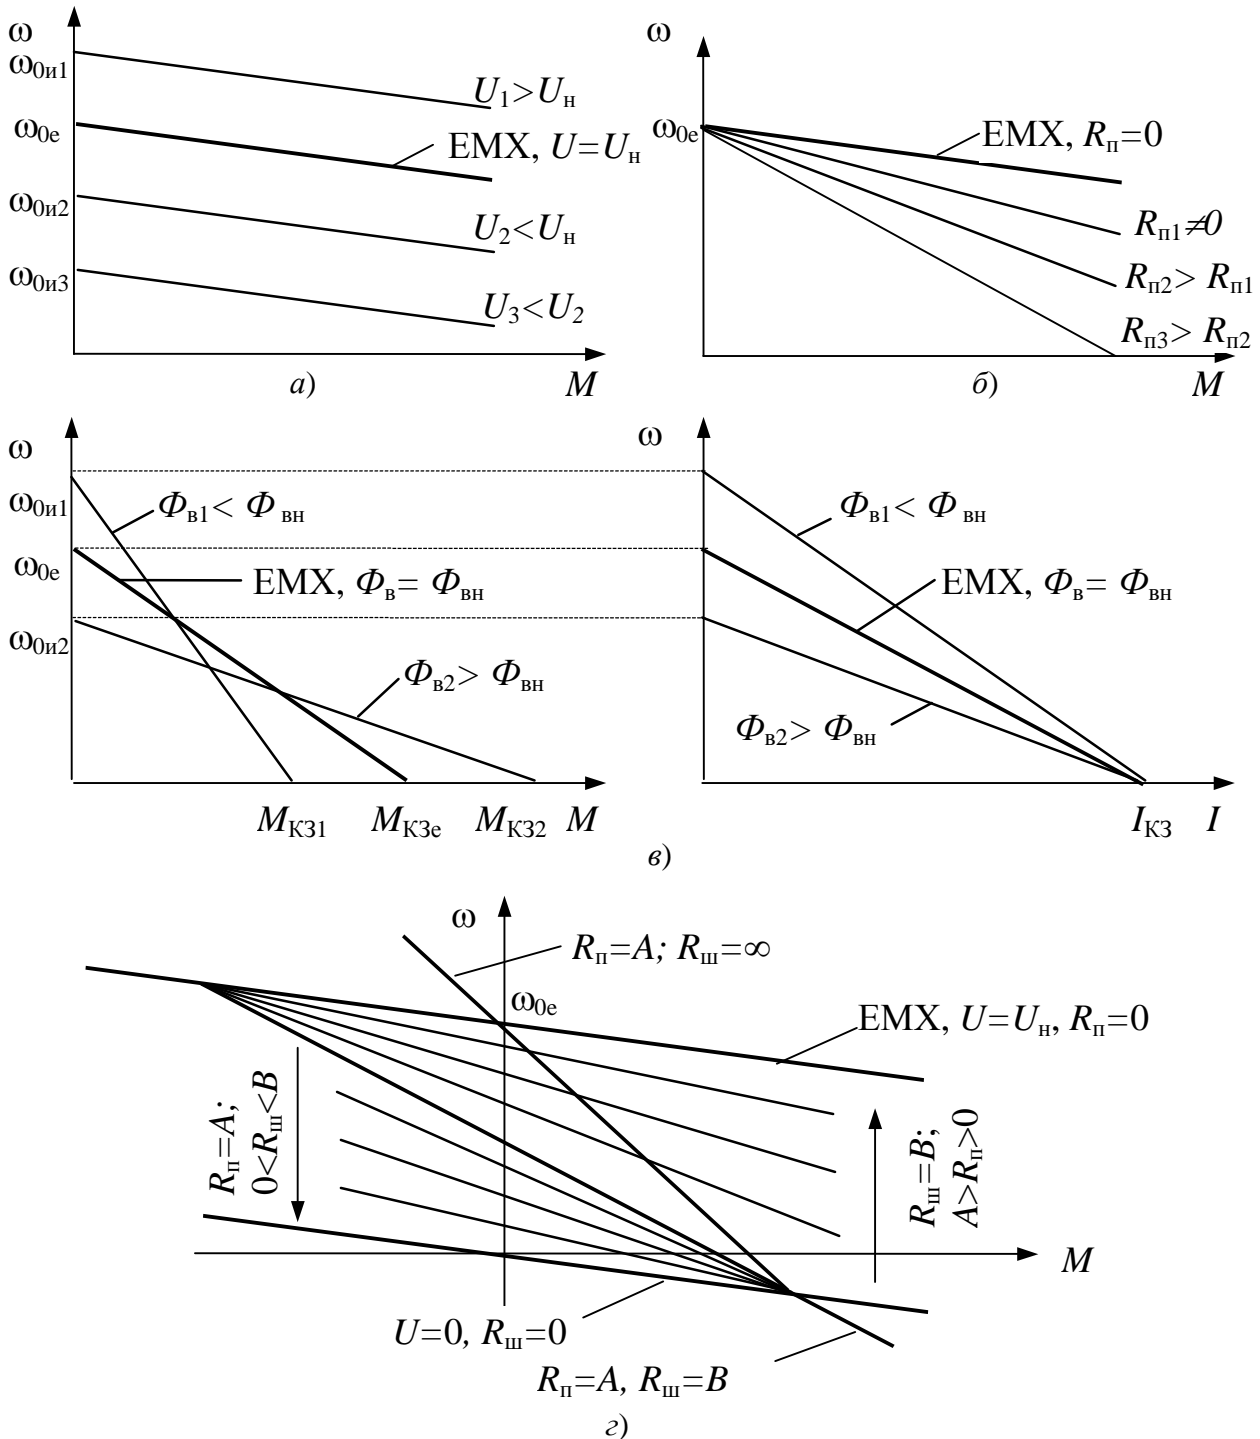 ω
ω0и1
U1>Uн
ω0е
ЕМХ, U=Uн
ω0и2
U2<Uн
ω0и3
U3<U2
а)
M
ω
ω0е
ЕМХ, Rп=0
Rп1≠0
Rп2> Rп1
Rп3> Rп2
б)
M
ω
ω0и1
Фв1< Фвн
ω0е
ЕМХ, Фв= Фвн
ω0и2
Фв2> Фвн
MКЗ1
MКЗе
MКЗ2
M
ω
Фв1< Фвн
ЕМХ, Фв= Фвн
Фв2> Фвн
IКЗ
I
в)
ω
Rп=A; Rш=∞
ω0е
ЕМХ, U=Uн, Rп=0
Rп=A;
0<Rш<B
Rш=B;
A>Rп>0
M
U=0, Rш=0
Rп=A, Rш=B
г)